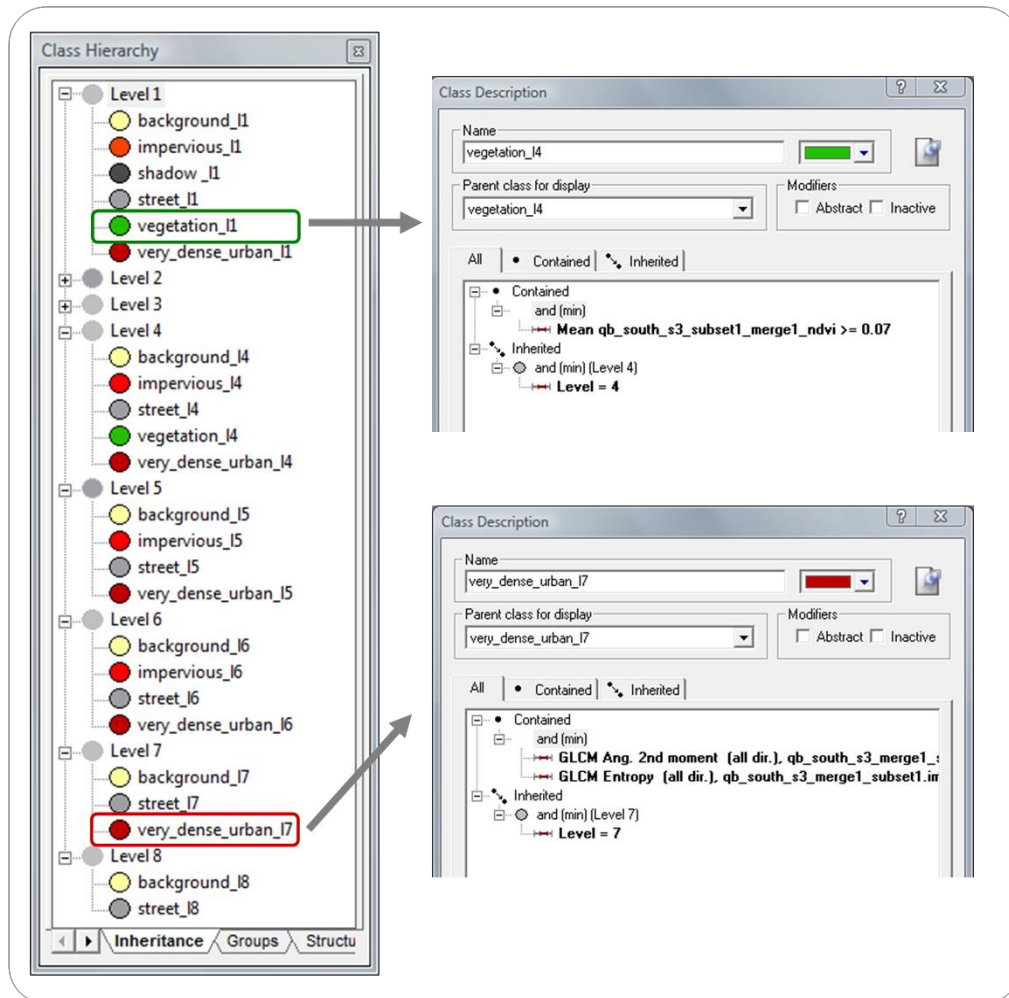 Class Hierarchy
Level 1
background_l1
impervious_l1
shadow _l1
street_l1
vegetation_l1
very_dense_urban_l1
Level 2
Level 3
Level 4
background_l4
impervious_l4
street_l4
vegetation_l4
very_dense_urban_l4
Level 5
background_l5
impervious_l5
street_l5
very_dense_urban_l5
Level 6
background_l6
impervious_l6
street_l6
very_dense_urban_l6
Level 7
background_l7
street_l7
very_dense_urban_l7
Level 8
background_l8
street_l8
Inheritance Groups Structu
Class Description
Name
vegetation_l4
Parent class for display
Modifiers
vegetation_l4
Abstract Inactive
All Contained Inherited
Contained
and (min)
Mean qb_south_s3_subset1_merge1_ndvi >= 0.07
Inherited
and (min) (Level 4)
Level = 4
Class Description
Name
very_dense_urban_l7
Parent class for display
Modifiers
very_dense_urban_l7
Abstract Inactive
All Contained Inherited
Contained
and (min)
GLCM Ang. 2nd moment (all dir.), qb_south_s3_merge1_s
GLCM Entropy (all dir.), qb_south_s3_merge1_subset1.im
Inherited
and (min) (Level 7)
Level = 7